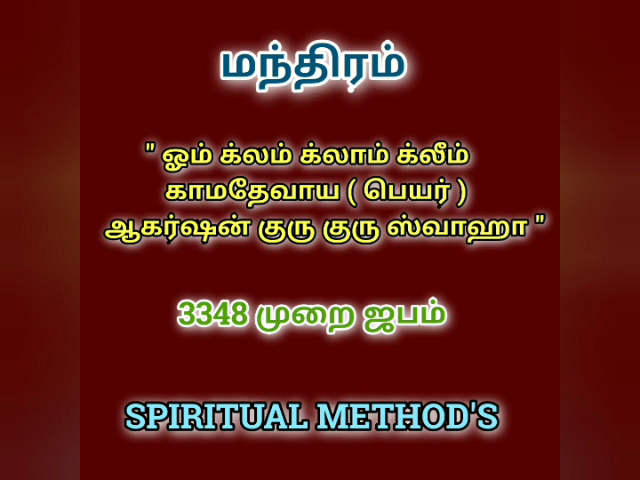 மந்திரம்
" ஓம் க்லம் க்லாம் க்லீம்
காமதேவாய ( பெயர் )
ஆகர்ஷன் குரு குரு ஸ்வாஹா "
3348 முறை ஜபம்
SPIRITUAL METHOD'S